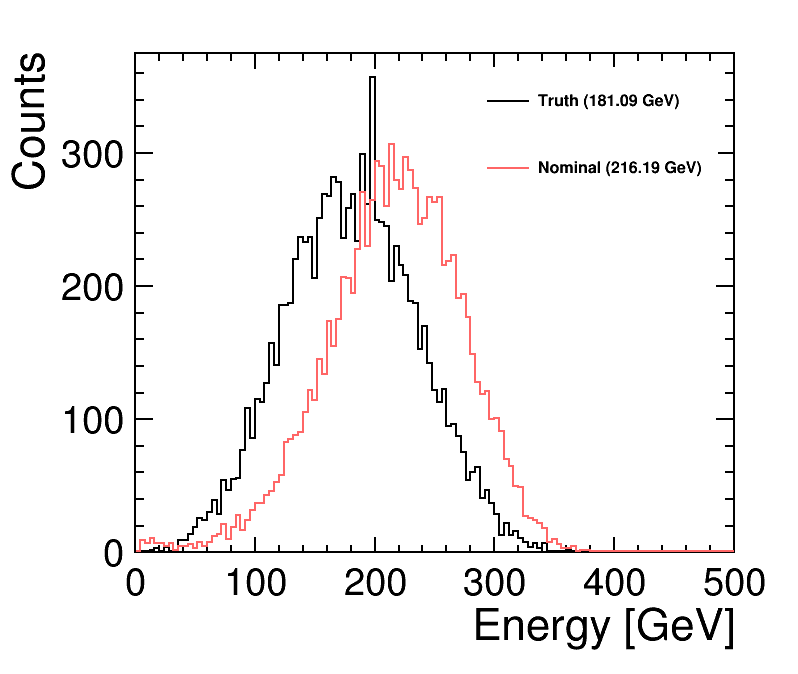 Counts
Truth (181.09 GeV)
Nominal (216.19 GeV)
300
200
100
0
0 100 200 300 400 500
Energy [GeV]